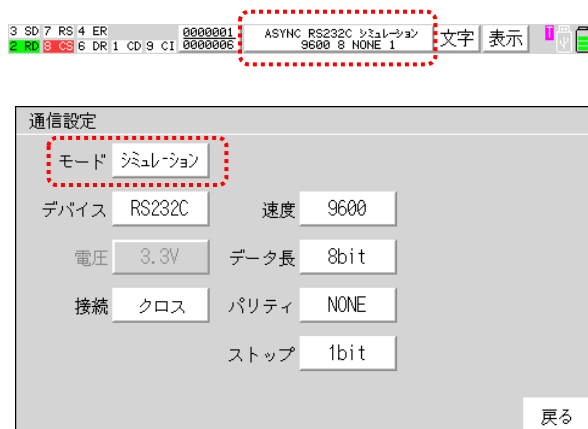 3 SD 7 RS 4 ER 0000001 ASYNC RS232C ｼﾐｭﾚｰｼｮﾝ 文字 表示 T
2 RD 8 CS 6 DR 1 CD 9 CI 0000006 9600 8 NONE 1
通信設定
モード ｼﾐｭﾚｰｼｮﾝ
デバイス RS232C 速度 9600
電圧 3.3V データ長 8bit
接続 クロス パリティ NONE
ストップ 1bit
戻る